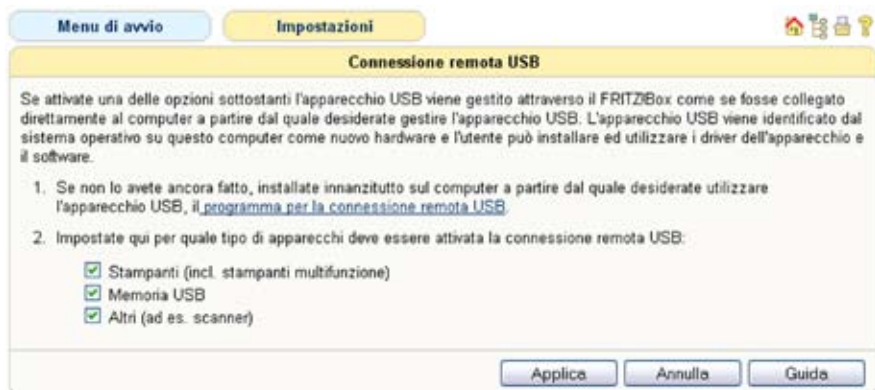 Menu di avvio
Impostazioni
Connessione remota USB
Se attivate una delle opzioni sottostanti l'apparecchio USB viene gestito attraverso il FRITZ!Box come se fosse collegato
direttamente al computer a partire dal quale desiderate gestire l'apparecchio USB. L'apparecchio USB viene identificato dal
sistema operativo su questo computer come nuovo hardware e l'utente può installare ed utilizzare i driver dell'apparecchio e
il software.
1. Se non lo avete ancora fatto, installate innanzitutto sul computer a partire dal quale desiderate utilizzare
l'apparecchio USB, il programma per la connessione remota USB.
2. Impostate qui per quale tipo di apparecchi deve essere attivata la connessione remota USB:
Stampanti (incl. stampanti multifunzione)
Memoria USB
Altri (ad es. scanner)
Applica
Annulla
Guida